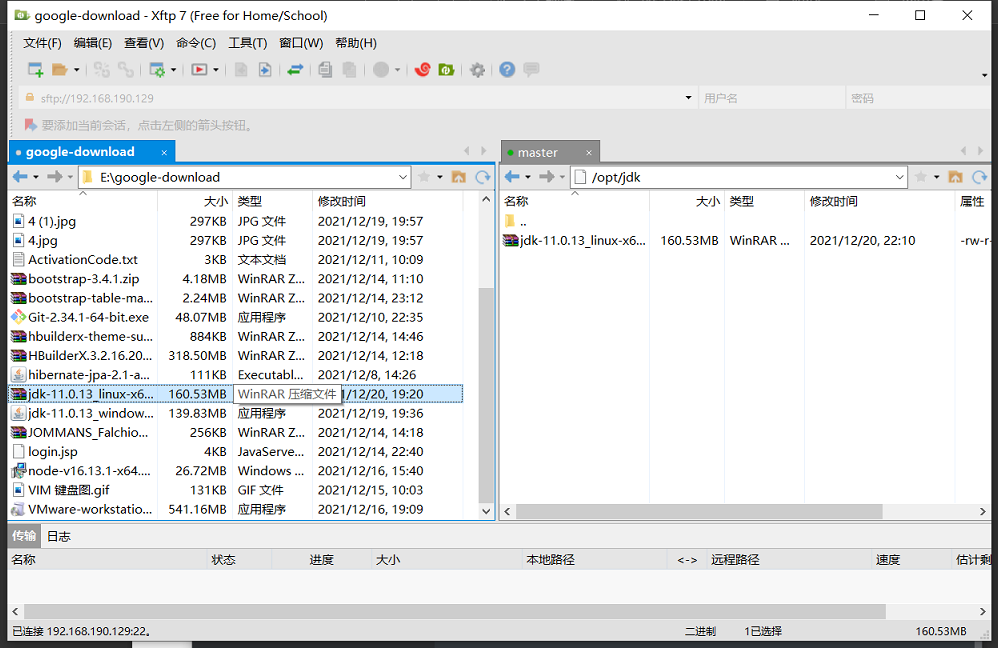 google-download - Xftp 7 (Free for Home/School)
文件(F) 编辑(E) 查看(V) 命令(C) 工具(T) 窗口(W) 帮助(H)
sftp://192.168.190.129 用户名 密码
要添加当前会话，点击左侧的箭头按钮。
google-download × master ×
E:\google-download /opt/jdk
名称 大小 类型 修改时间 名称 大小 类型 修改时间 属性
4 (1).jpg 297KB JPG 文件 2021/12/19, 19:57 ..
4.jpg 297KB JPG 文件 2021/12/19, 19:57 jdk-11.0.13_linux-x6... 160.53MB WinRAR ... 2021/12/20, 22:10 -rw-r-
ActivationCode.txt 3KB 文本文档 2021/12/11, 10:09
bootstrap-3.4.1.zip 4.18MB WinRAR Z... 2021/12/14, 11:10
bootstrap-table-ma... 2.24MB WinRAR Z... 2021/12/14, 23:12
Git-2.34.1-64-bit.exe 48.07MB 应用程序 2021/12/10, 22:35
hbuilderx-theme-su... 884KB WinRAR Z... 2021/12/14, 14:46
HBuilderX.3.2.16.20... 318.50MB WinRAR Z... 2021/12/14, 12:18
hibernate-jpa-2.1-a... 111KB Executabl... 2021/12/8, 14:26
jdk-11.0.13_linux-x6... 160.53MB WinRAR 压缩文件 1/12/20, 19:20
jdk-11.0.13_window... 139.83MB 应用程序 2021/12/19, 19:36
JOMMANS_Falchio... 256KB WinRAR Z... 2021/12/14, 14:18
login.jsp 4KB JavaServe... 2021/12/14, 22:40
node-v16.13.1-x64.... 26.72MB Windows ... 2021/12/16, 15:40
VIM 键盘图.gif 131KB GIF 文件 2021/12/15, 10:03
VMware-workstatio... 541.16MB 应用程序 2021/12/16, 19:09
传输 日志
名称 状态 进度 大小 本地路径 <-> 远程路径 速度 估计剩
已连接 192.168.190.129:22。 二进制 1已选择 160.53MB